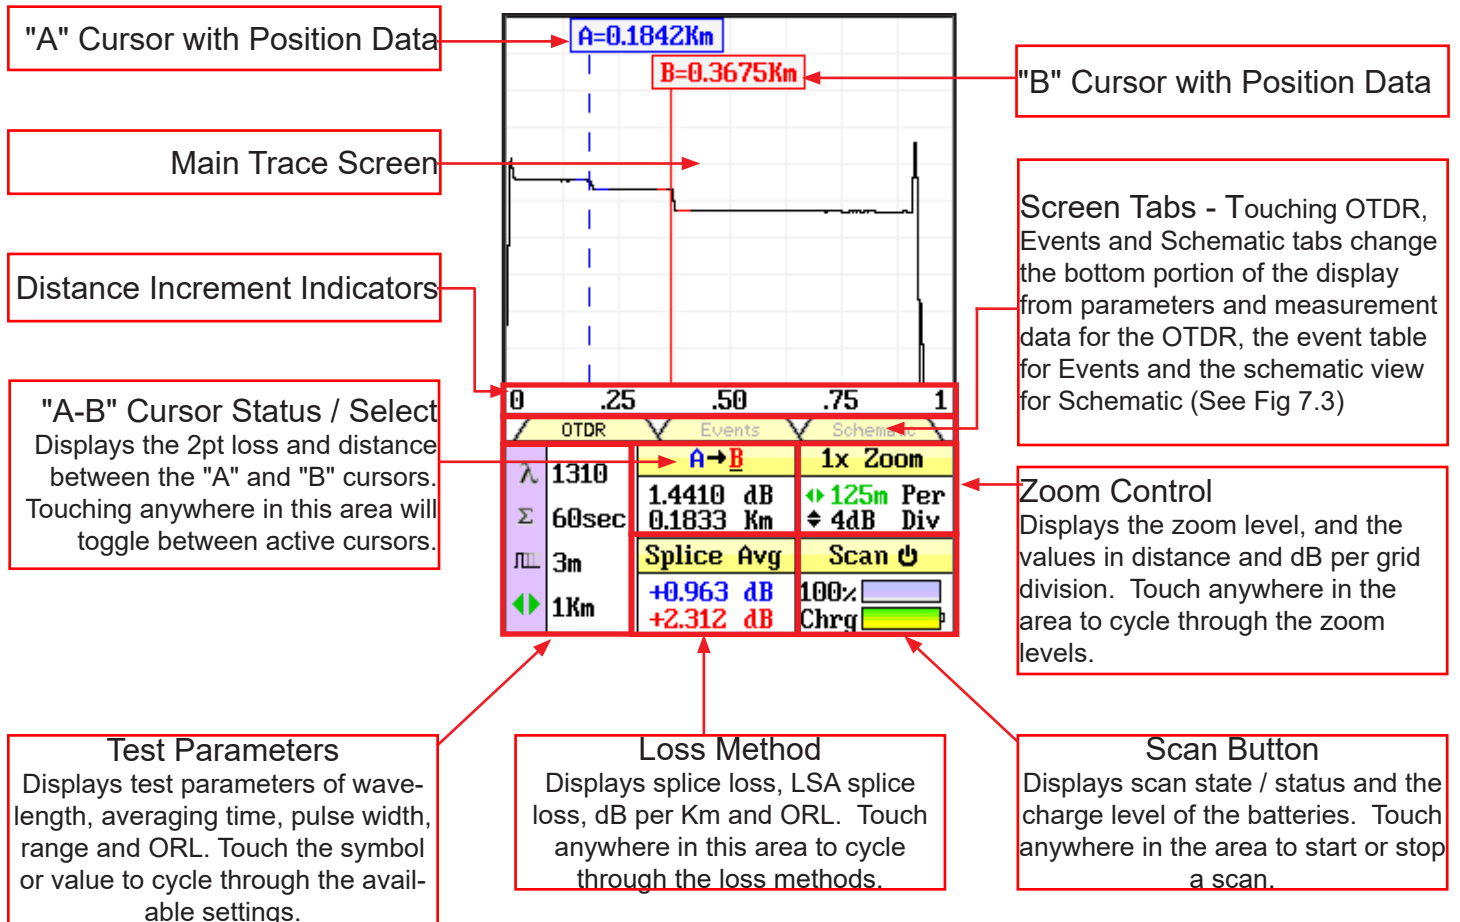 "A" Cursor with Position Data
A=0.1842Km
B=0.3675Km
"B" Cursor with Position Data
Main Trace Screen
Distance Increment Indicators
Screen Tabs - Touching OTDR,
Events and Schematic tabs change
the bottom portion of the display
from parameters and measurement
data for the OTDR, the event table
for Events and the schematic view
for Schematic (See Fig 7.3)
"A-B" Cursor Status / Select
Displays the 2pt loss and distance
between the "A" and "B" cursors.
Touching anywhere in this area will
toggle between active cursors.
0 .25 .50 .75 1
OTDR Events Schematic
λ 1310
Σ 60sec
3m
1Km
A→B
1.4410 dB
0.1833 Km
1x Zoom
125m Per
4dB Div
Splice Avg
+0.963 dB
+2.312 dB
Scan
100%
Chrg
Zoom Control
Displays the zoom level, and the
values in distance and dB per grid
division. Touch anywhere in the
area to cycle through the zoom
levels.
Test Parameters
Displays test parameters of wave-
length, averaging time, pulse width,
range and ORL. Touch the symbol
or value to cycle through the avail-
able settings.
Loss Method
Displays splice loss, LSA splice
loss, dB per Km and ORL. Touch
anywhere in this area to cycle
through the loss methods.
Scan Button
Displays scan state / status and the
charge level of the batteries. Touch
anywhere in the area to start or stop
a scan.